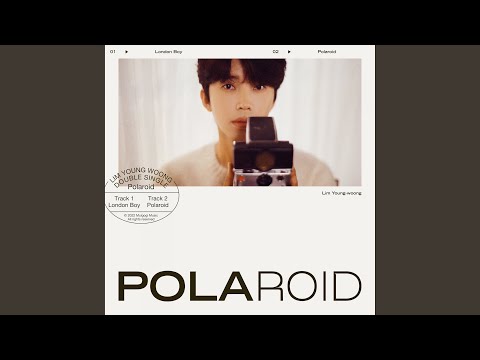 01 ▶ London Boy 02 ▶ Polaroid
LIM YOUNG WOONG
DOUBLE SINGLE
Polaroid
Track 1 Track 2
London Boy Polaroid
All rights reserved
Lim Young-woong
POLAROID